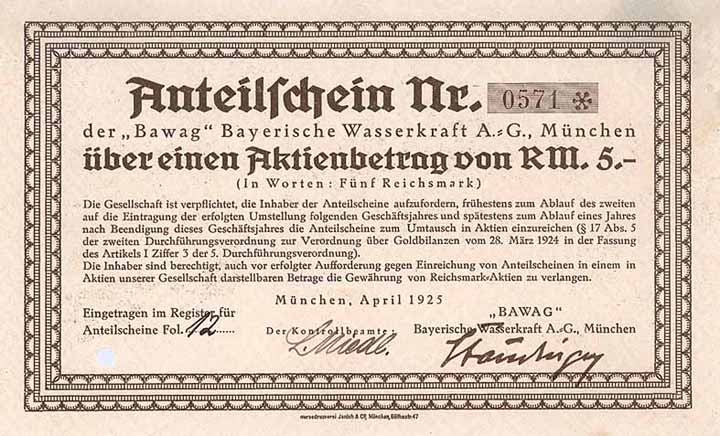 Anteilschein Nr. 0571 *
der „Bawag“ Bayerische Wasserkraft A.-G., München
über einen Aktienbetrag von RM. 5.-
(In Worten: Fünf Reichsmark)
Die Gesellschaft ist verpflichtet, die Inhaber der Anteilscheine aufzufordern, frühestens zum Ablauf des zweiten
auf die Eintragung der erfolgten Umstellung folgenden Geschäftsjahres und spätestens zum Ablauf eines Jahres
nach Beendigung dieses Geschäftsjahres die Anteilscheine zum Umtausch in Aktien einzureichen (§ 17 Abs. 5
der zweiten Durchführungsverordnung zur Verordnung über Goldbilanzen vom 28. März 1924 in der Fassung
des Artikels I Ziffer 3 der 5. Durchführungsverordnung).
Die Inhaber sind berechtigt, auch vor erfolgter Aufforderung gegen Einreichung von Anteilscheinen in einem in
Aktien unserer Gesellschaft darstellbaren Betrage die Gewährung von Reichsmark-Aktien zu verlangen.
München, April 1925
Eingetragen im Register für
Anteilscheine Fol. 12
Der Kontrollbeamte:
„BAWAG“
Bayerische Wasserkraft A.-G., München
München,